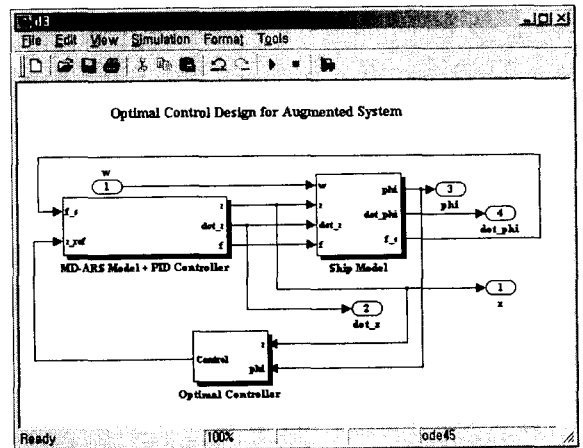 d3
File Edit View Simulation Format Tools
Optimal Control Design for Augmented System
w
1
f_s
z_ref
z
dot_z
f
MD-ARS Model + PID Controller
w
z
dot_z
f
phi
dot_phi
f_s
Ship Model
3
phi
4
dot_phi
1
z
2
dot_z
Control
z
phi
Optimal Controller
Ready 100% ode45